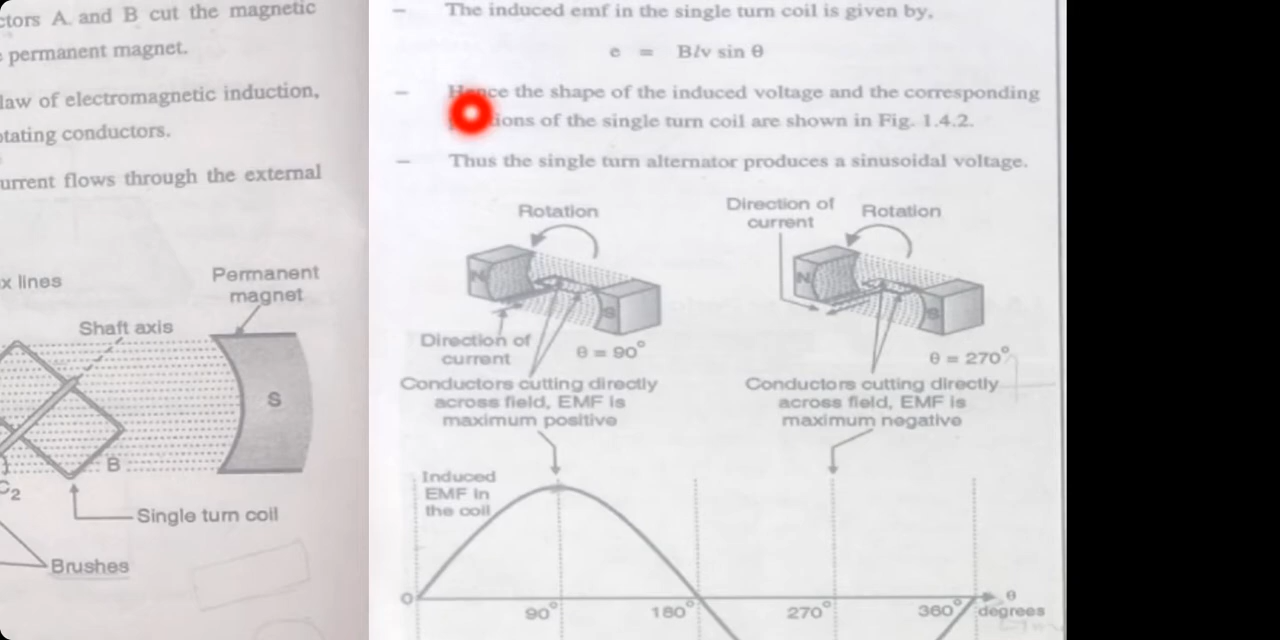 ctors A and B cut the magnetic
permanent magnet.
law of electromagnetic induction,
otating conductors.
urrent flows through the external
x lines
Permanent
magnet
Shaft axis
S
B
C2
Single turn coil
Brushes
– The induced emf in the single turn coil is given by,
e = Blv sin θ
– Hence the shape of the induced voltage and the corresponding
ions of the single turn coil are shown in Fig. 1.4.2.
– Thus the single turn alternator produces a sinusoidal voltage.
Rotation
N
S
Direction of
current
θ = 90°
Conductors cutting directly
across field, EMF is
maximum positive
Direction of
current
Rotation
N
S
θ = 270°
Conductors cutting directly
across field, EMF is
maximum negative
Induced
EMF in
the coil
0 90° 180° 270° 360° θ
degrees